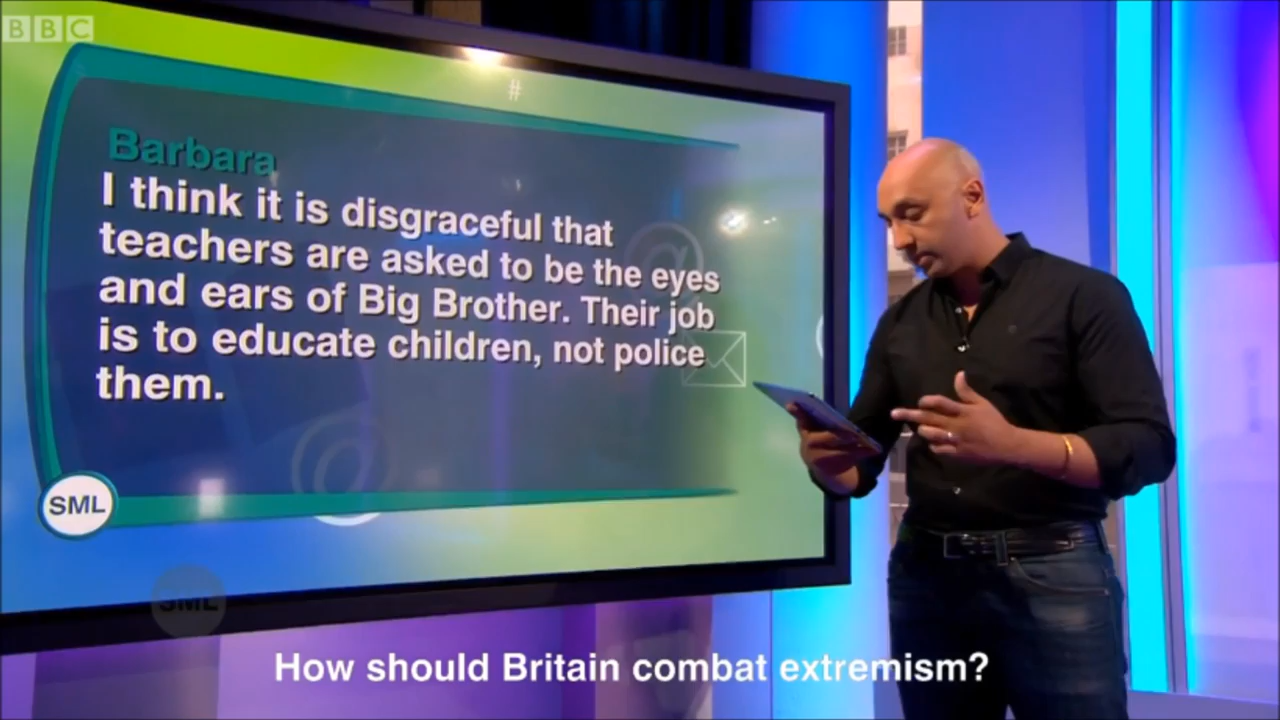 BBC
#
Barbara
I think it is disgraceful that
teachers are asked to be the eyes
and ears of Big Brother. Their job
is to educate children, not police
them.
@
@
SML
SML
How should Britain combat extremism?